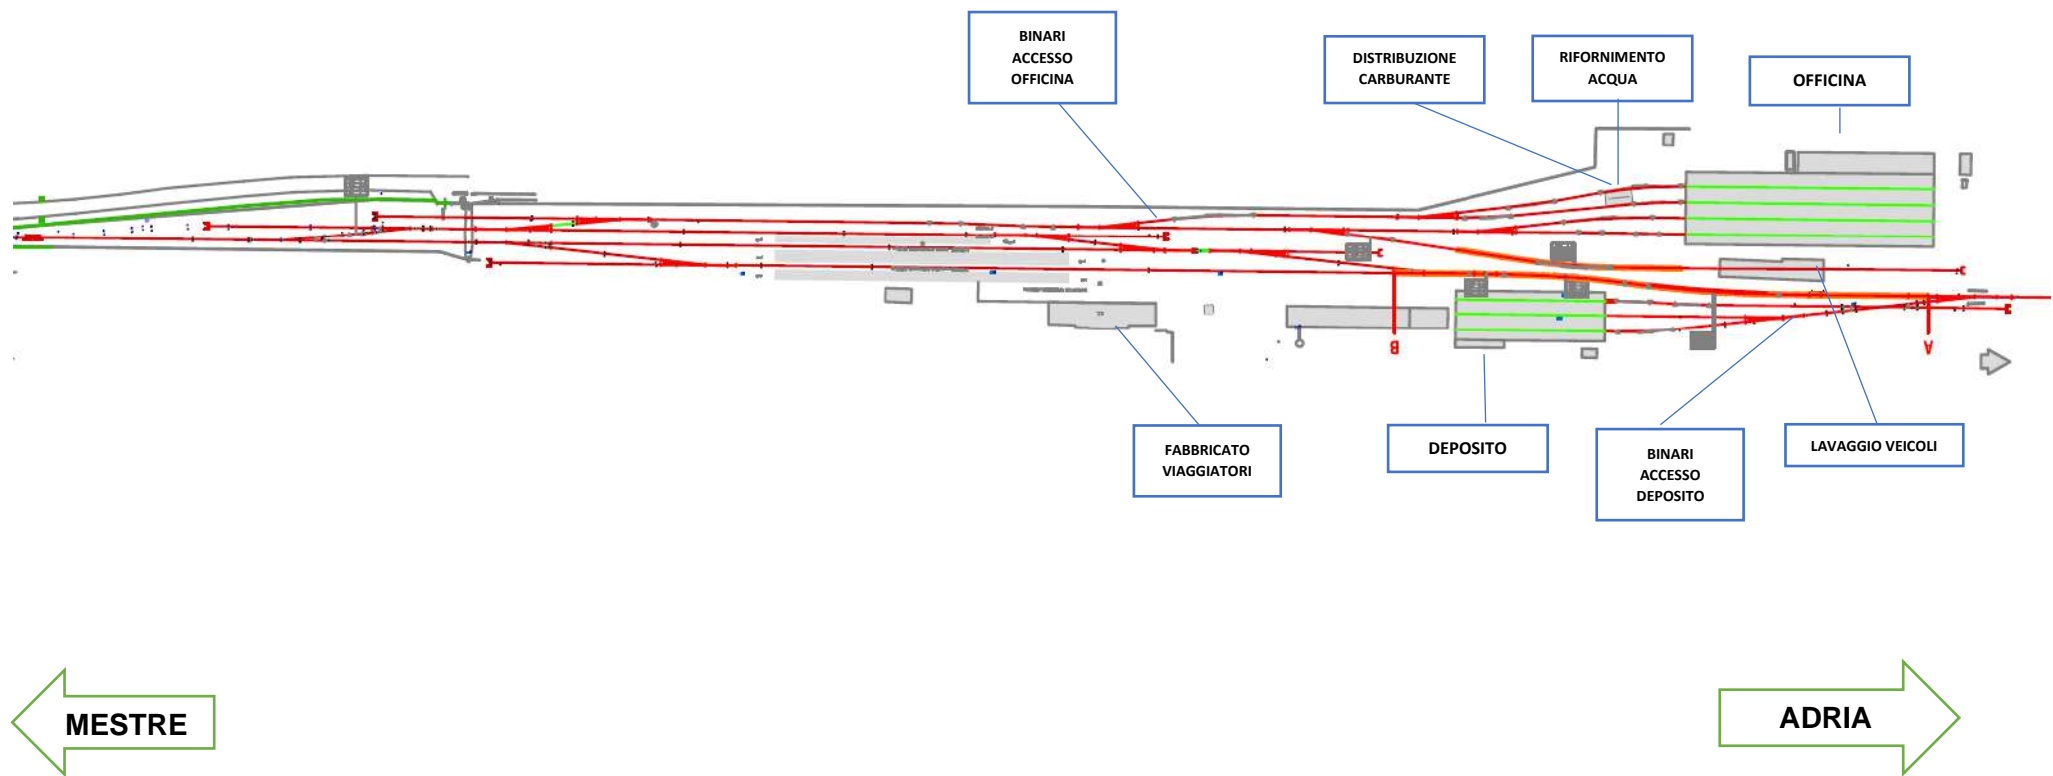 BINARI
ACCESSO
OFFICINA
DISTRIBUZIONE
CARBURANTE
RIFORNIMENTO
ACQUA
OFFICINA
B
A
FABBRICATO
VIAGGIATORI
DEPOSITO
BINARI
ACCESSO
DEPOSITO
LAVAGGIO VEICOLI
MESTRE
ADRIA